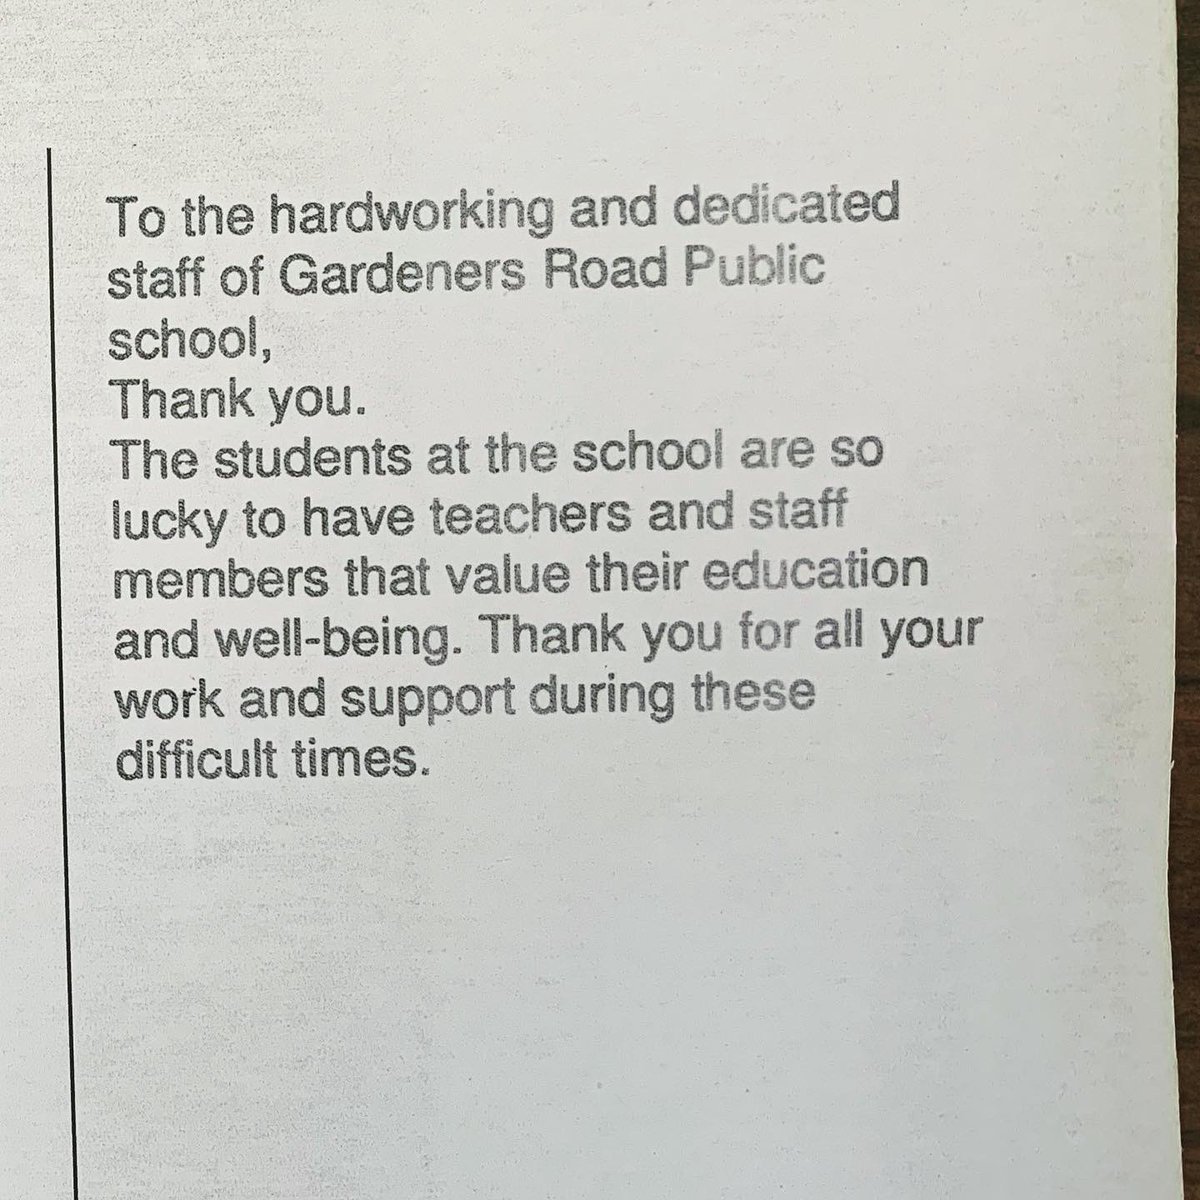 To the hardworking and dedicated
staff of Gardeners Road Public
school,
Thank you.
The students at the school are so
lucky to have teachers and staff
members that value their education
and well-being. Thank you for all your
work and support during these
difficult times.